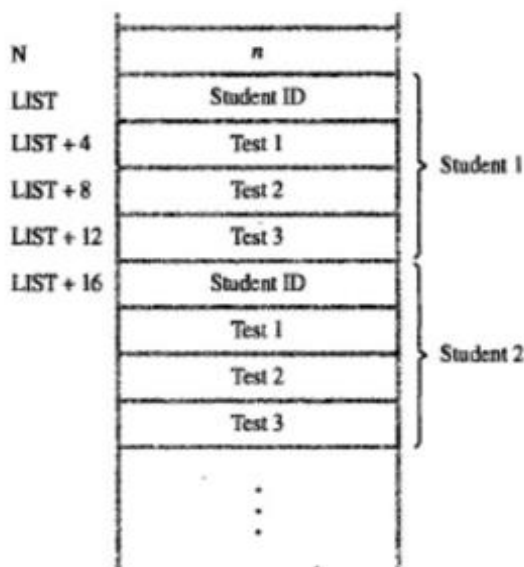 N n
LIST Student ID
LIST + 4 Test 1
Student 1
LIST + 8 Test 2
LIST + 12 Test 3
LIST + 16 Student ID
Test 1
Student 2
Test 2
Test 3